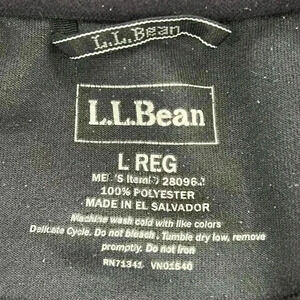 L.L.Bean
L.L.Bean
L REG
100% POLYESTER
MADE IN EL SALVADOR
Machine wash cold with like colors
Delicate Cycle. Do not bleach. Tumble dry low, remove
promptly. Do not iron
RN71341 VN01540